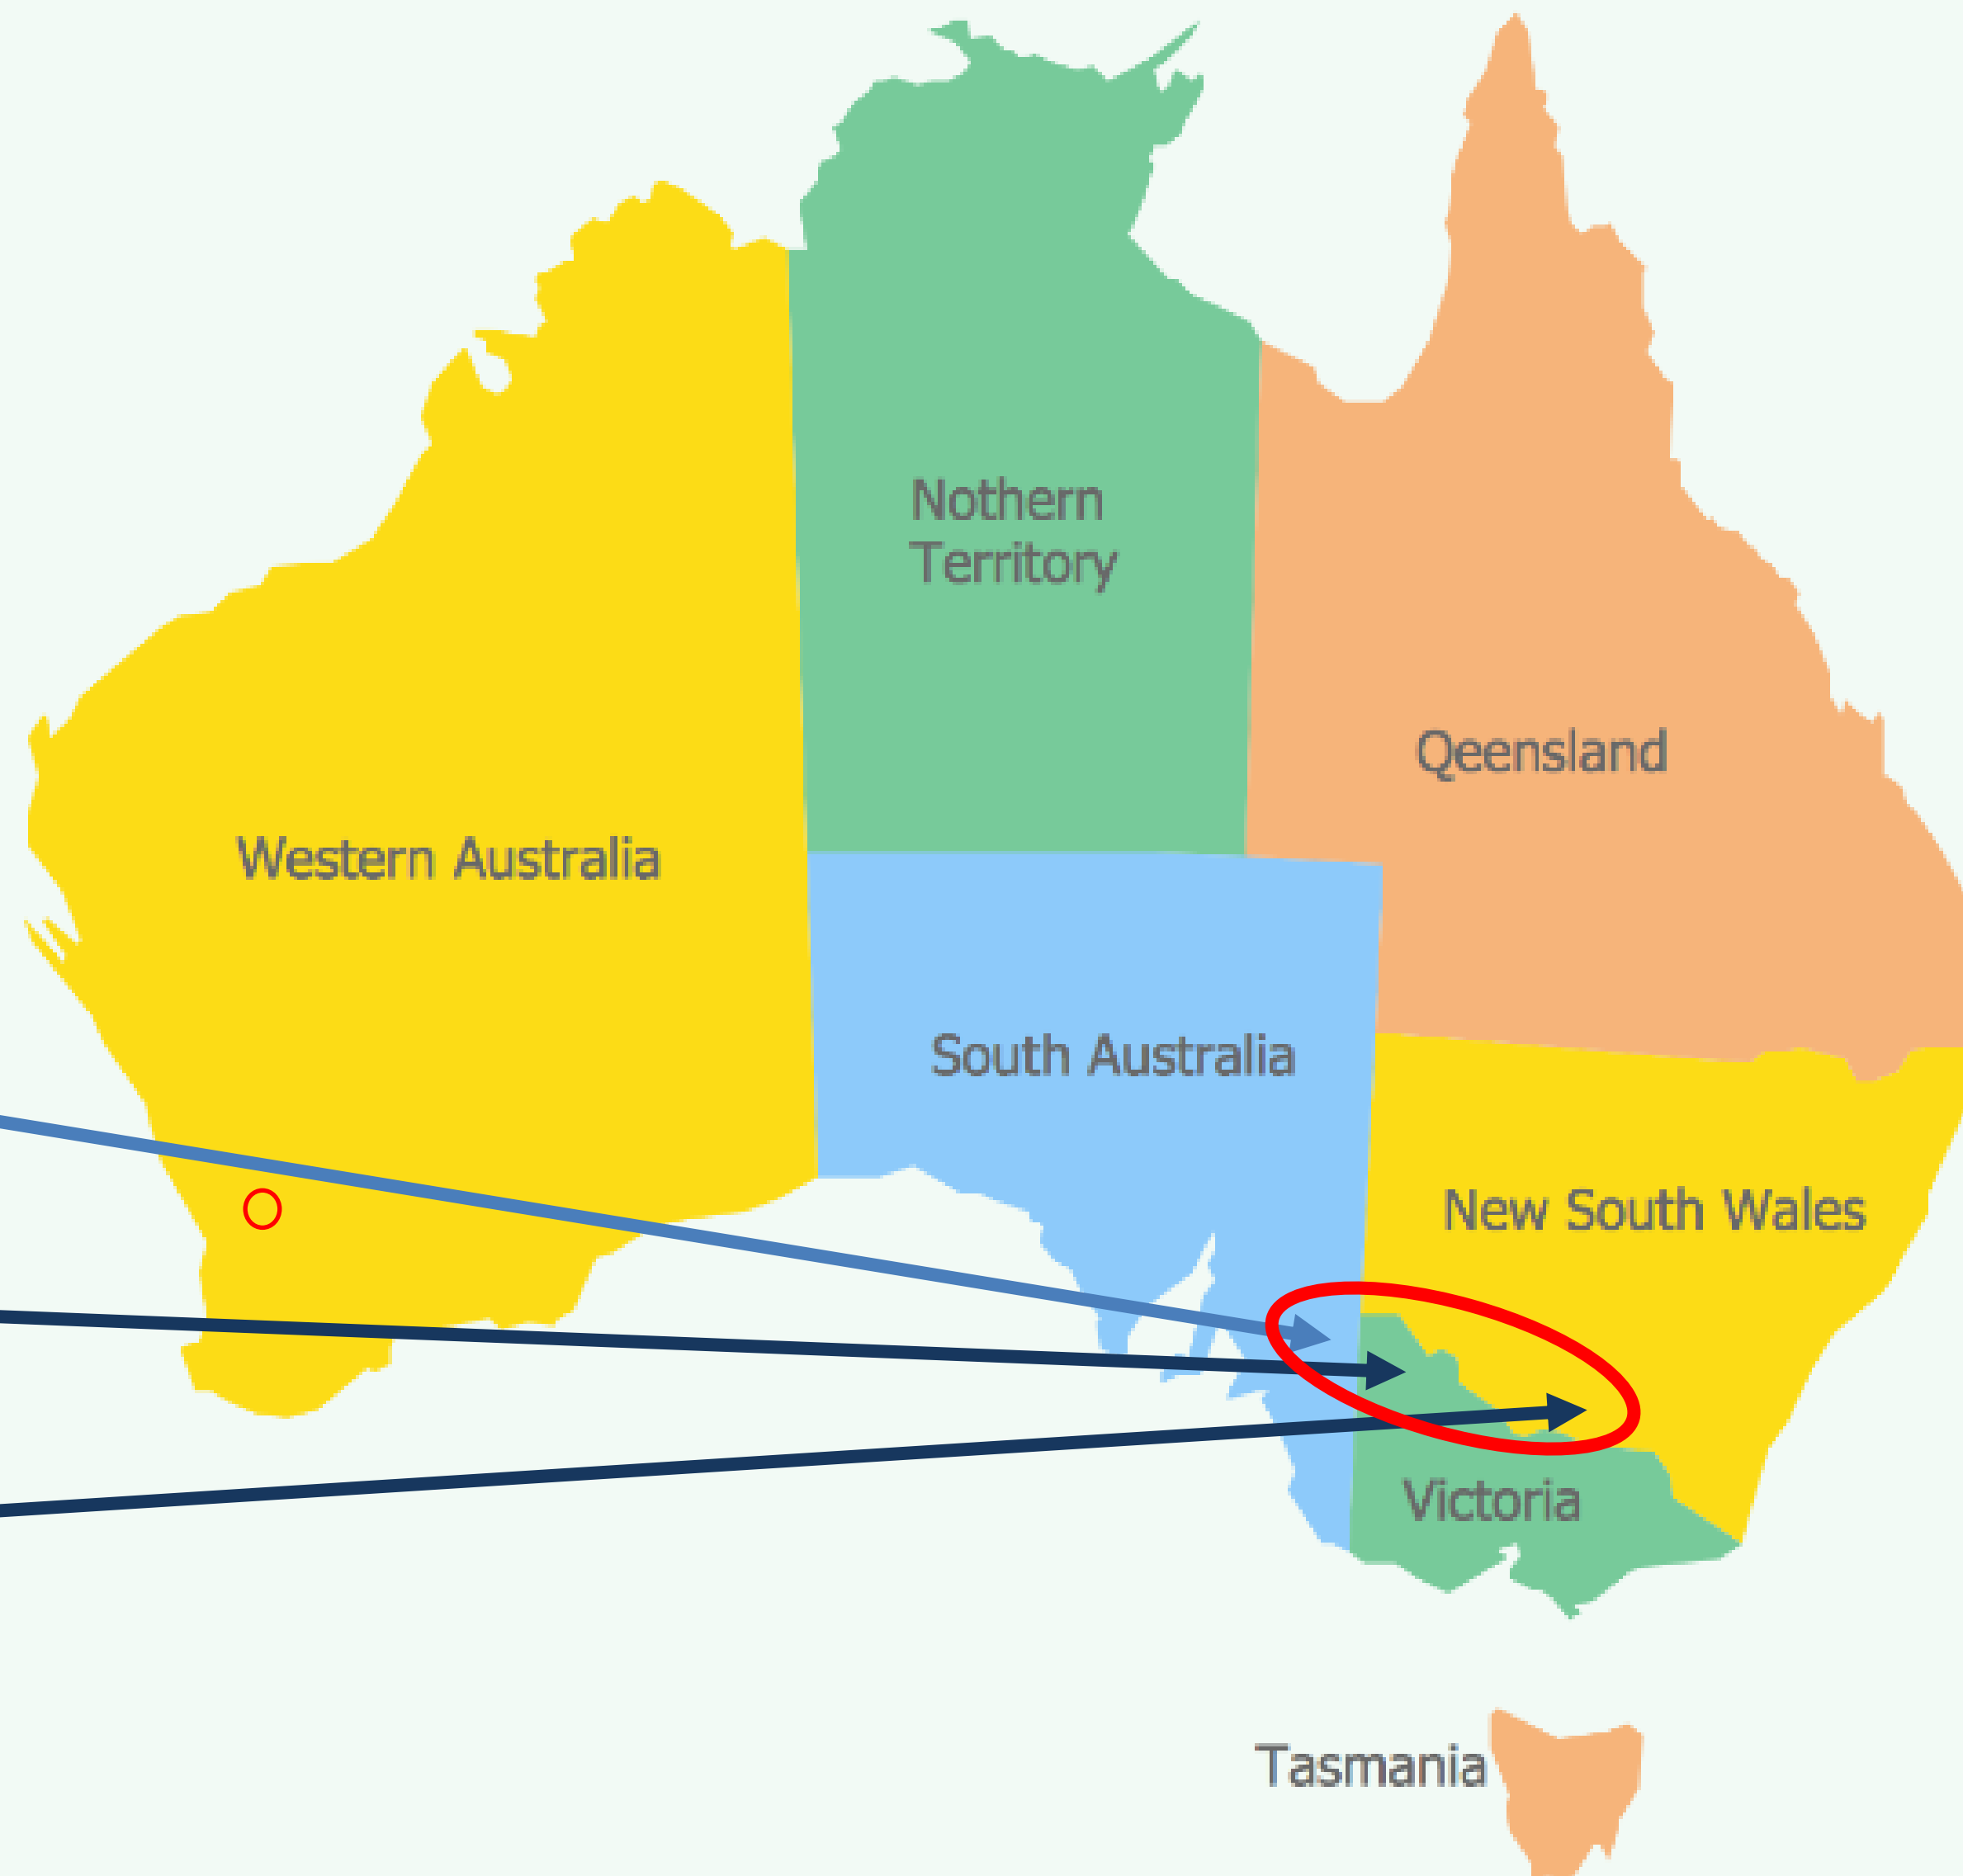 Nothern
Territory
Qeensland
Western Australia
South Australia
New South Wales
Victoria
Tasmania